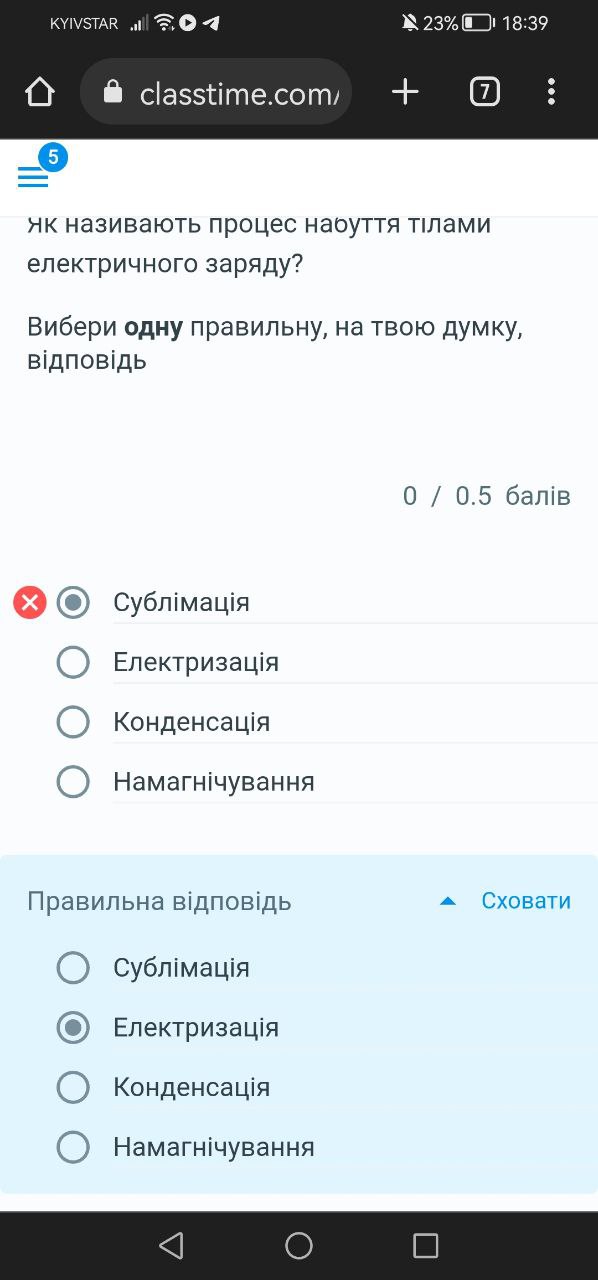 KYIVSTAR 23% 18:39
classtime.com/ 7
5
Як називають процес набуття тілами
електричного заряду?
Вибери одну правильну, на твою думку,
відповідь
0 / 0.5 балів
Сублімація
Електризація
Конденсація
Намагнічування
Правильна відповідь Сховати
Сублімація
Електризація
Конденсація
Намагнічування